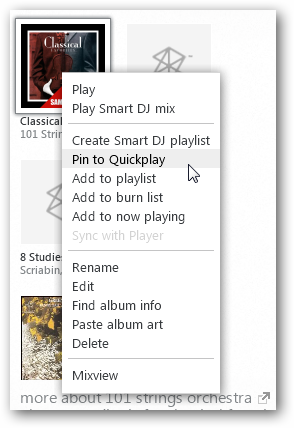 Classical
SAM
Classical
101 Strin
Play
Play Smart DJ mix
Create Smart DJ playlist
Pin to Quickplay
Add to playlist
Add to burn list
Add to now playing
Sync with Player
8 Studies
Scriabin,
Rename
Edit
Find album info
Paste album art
Delete
Mixview
more about 101 strings orchestra